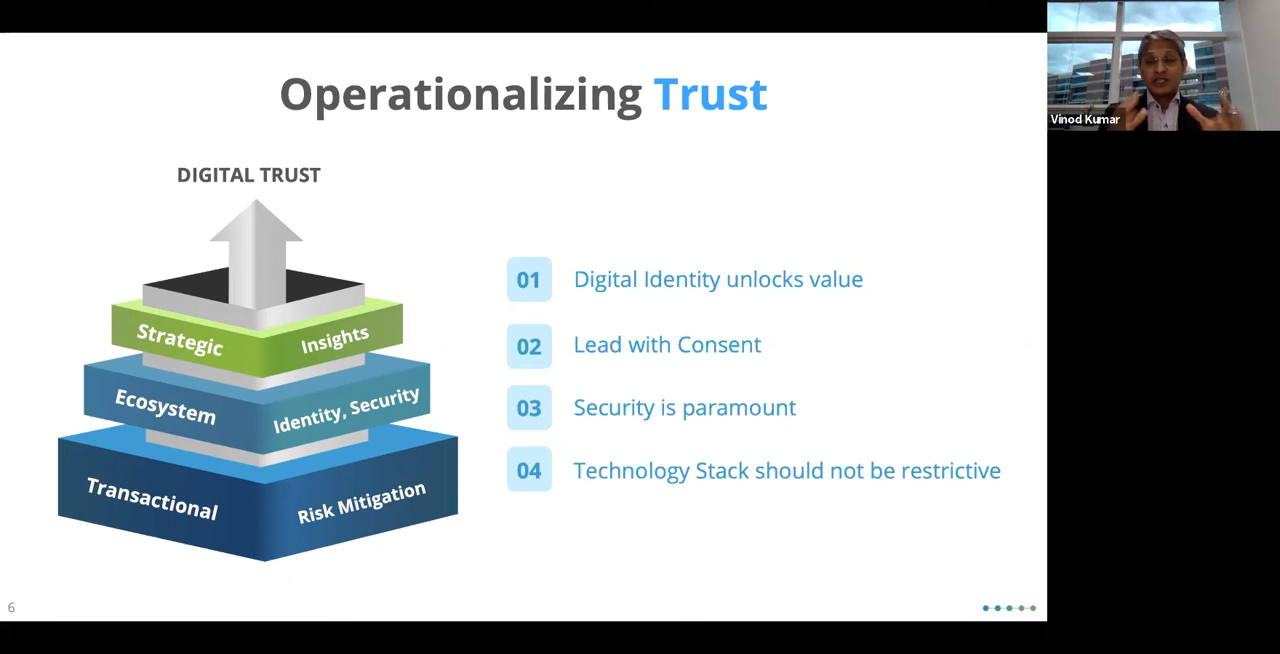 Operationalizing Trust
Vinod Kumar
DIGITAL TRUST
Strategic
Insights
Ecosystem
Identity, Security
Transactional
Risk Mitigation
01
Digital Identity unlocks value
02
Lead with Consent
03
Security is paramount
04
Technology Stack should not be restrictive
6